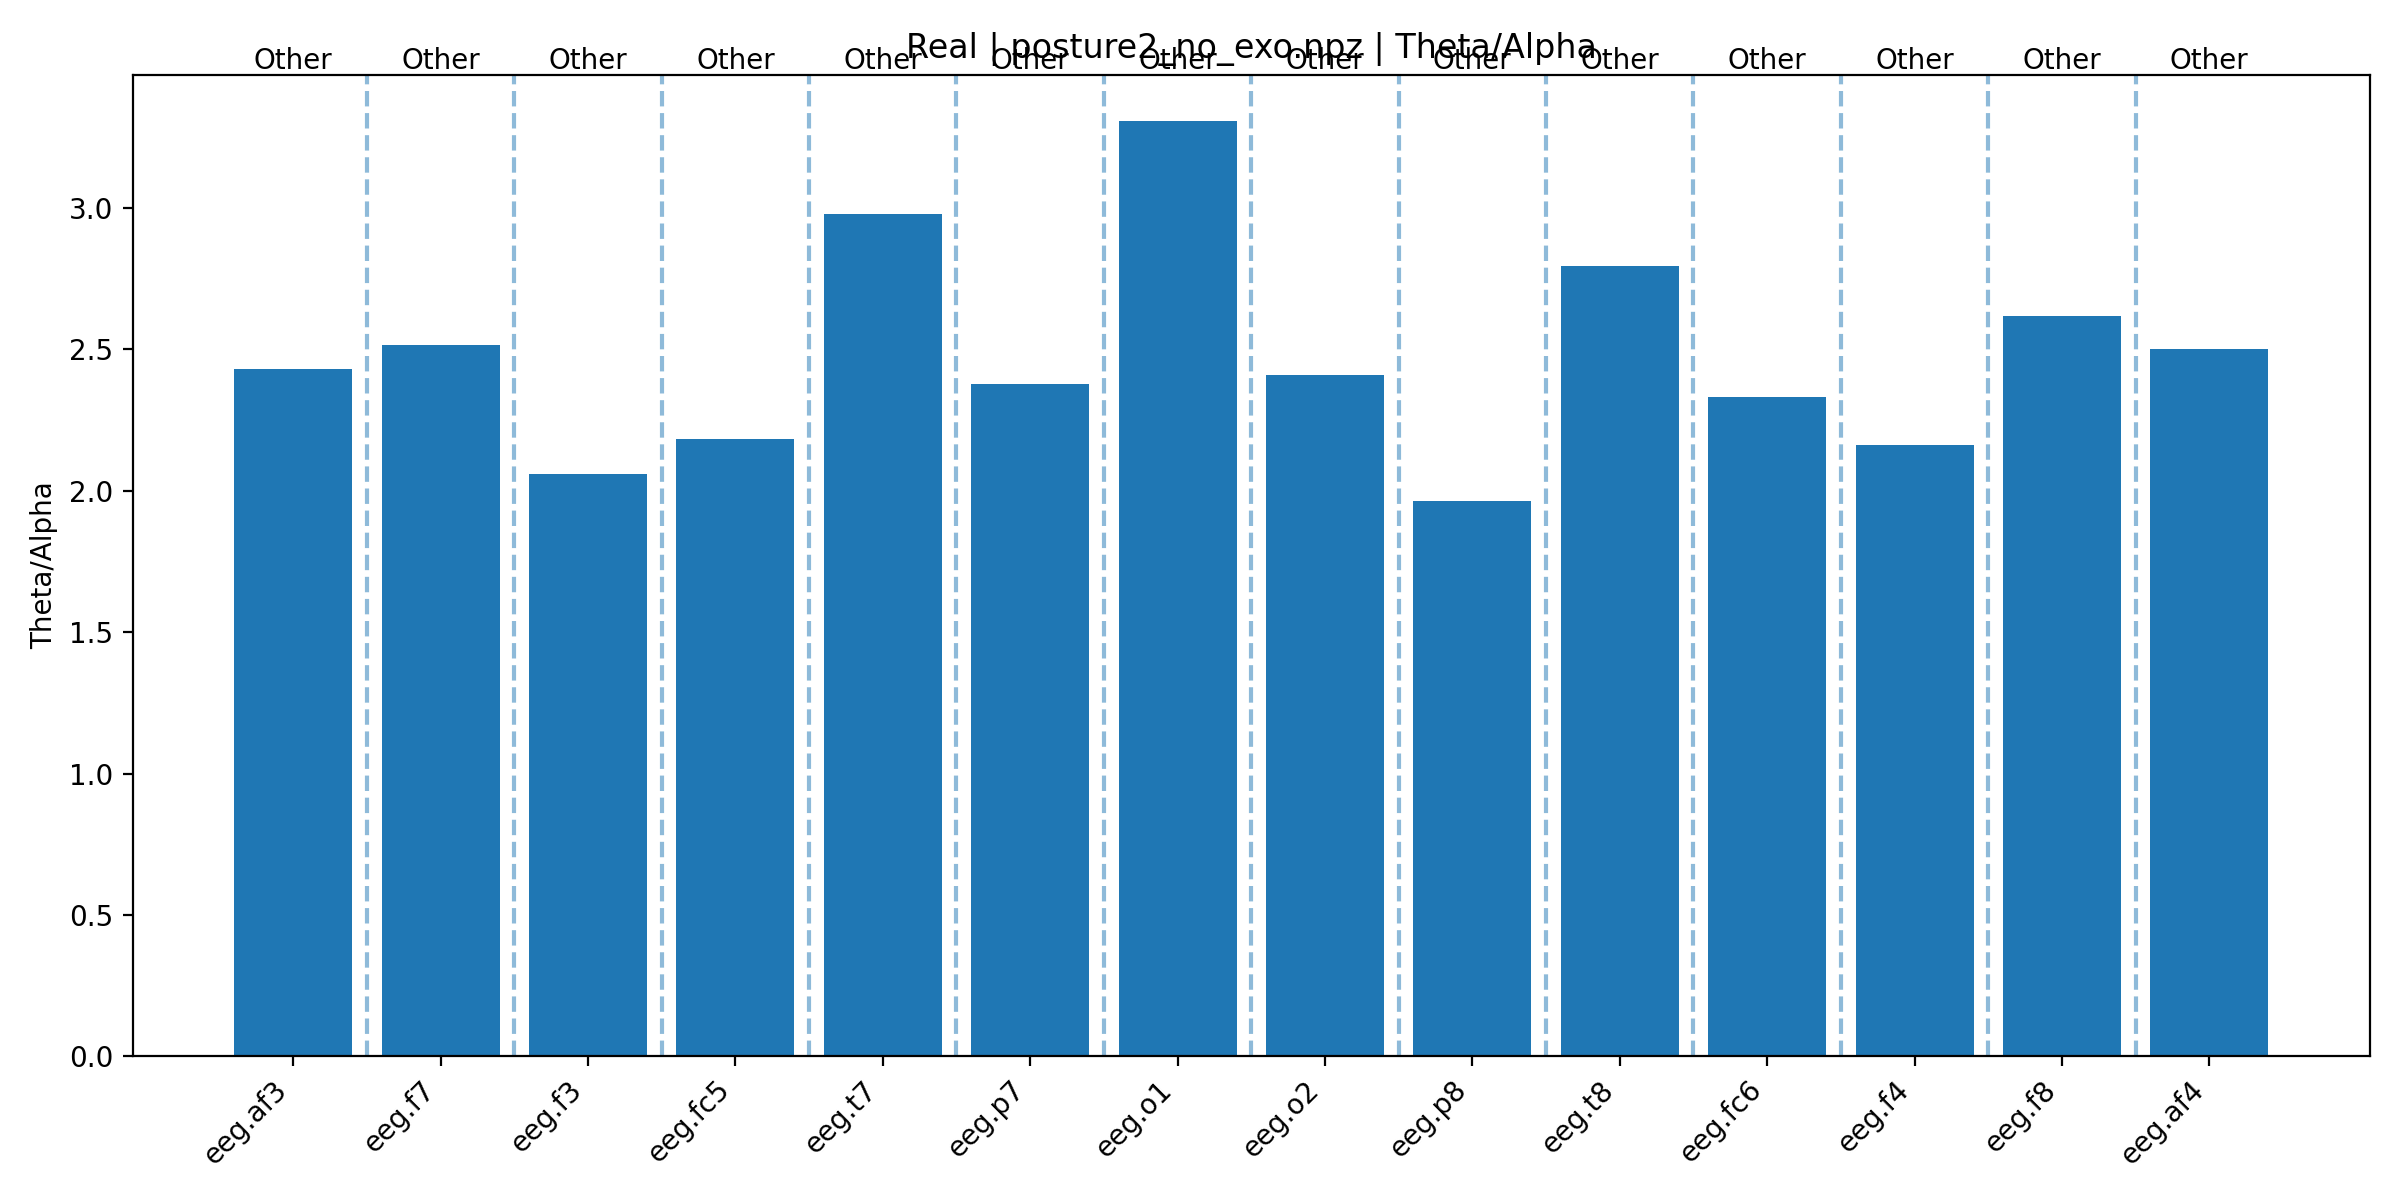 Real | posture2_no_exo.npz | Theta/Alpha
Other Other Other Other Other Other Other Other Other Other Other Other Other Other
Theta/Alpha
3.0
2.5
2.0
1.5
1.0
0.5
0.0
eeg.af3 eeg.f7 eeg.f3 eeg.fc5 eeg.t7 eeg.p7 eeg.o1 eeg.o2 eeg.p8 eeg.t8 eeg.fc6 eeg.f4 eeg.f8 eeg.af4